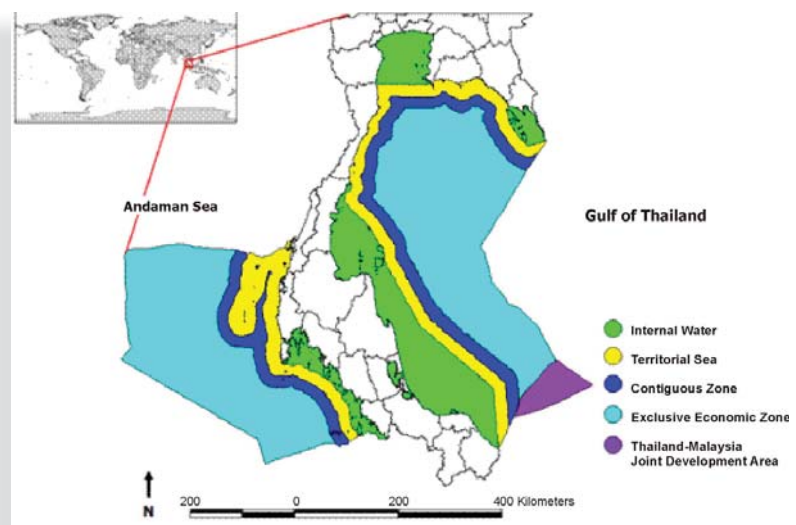 Andaman Sea
Gulf of Thailand
Internal Water
Territorial Sea
Contiguous Zone
Exclusive Economic Zone
Thailand-Malaysia
Joint Development Area
N
200 0 200 400 Kilometers